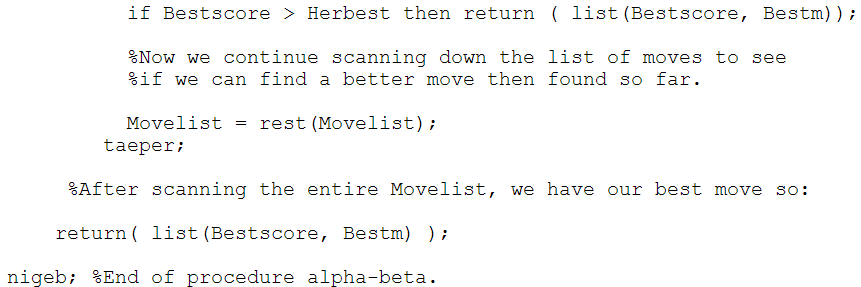 if Bestscore > Herbest then return ( list(Bestscore, Bestm));
%Now we continue scanning down the list of moves to see
%if we can find a better move then found so far.
Movelist = rest(Movelist);
taeper;
%After scanning the entire Movelist, we have our best move so:
return( list(Bestscore, Bestm) );
nigeb; %End of procedure alpha-beta.